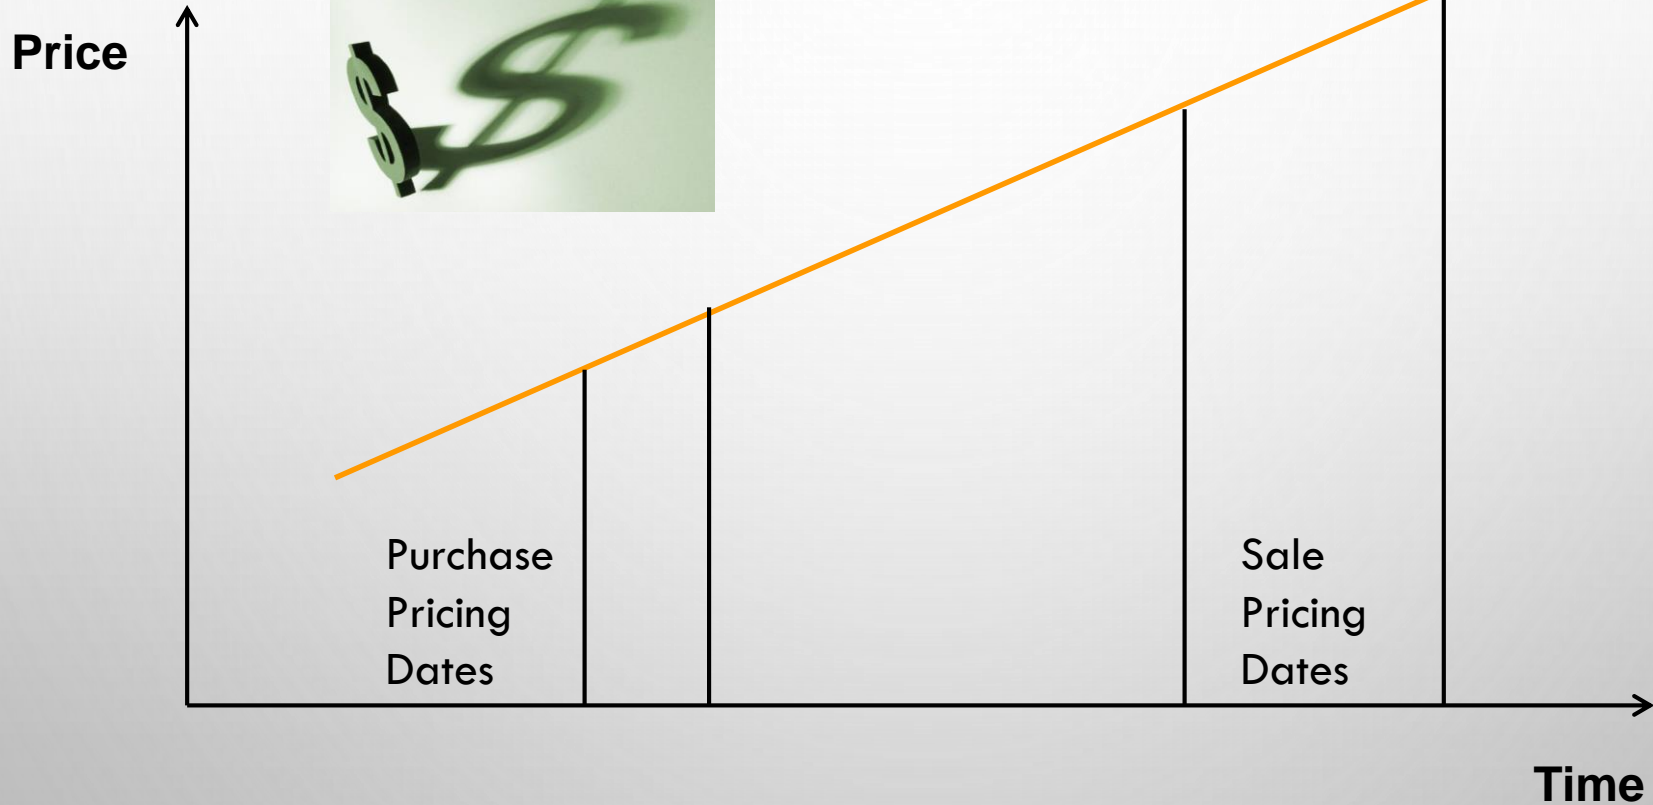 Price
Purchase
Pricing
Dates
Sale
Pricing
Dates
Time